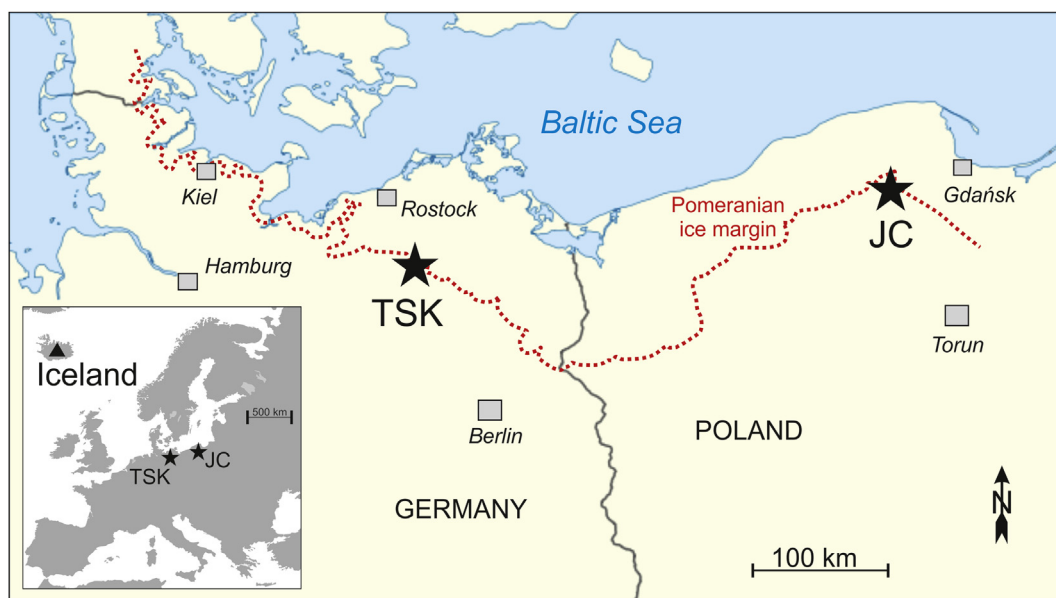 Baltic Sea
Kiel
Rostock
Gdańsk
Pomeranian
ice margin
JC
Hamburg
TSK
Torun
Iceland
500 km
Berlin
POLAND
TSK
JC
GERMANY
N
100 km